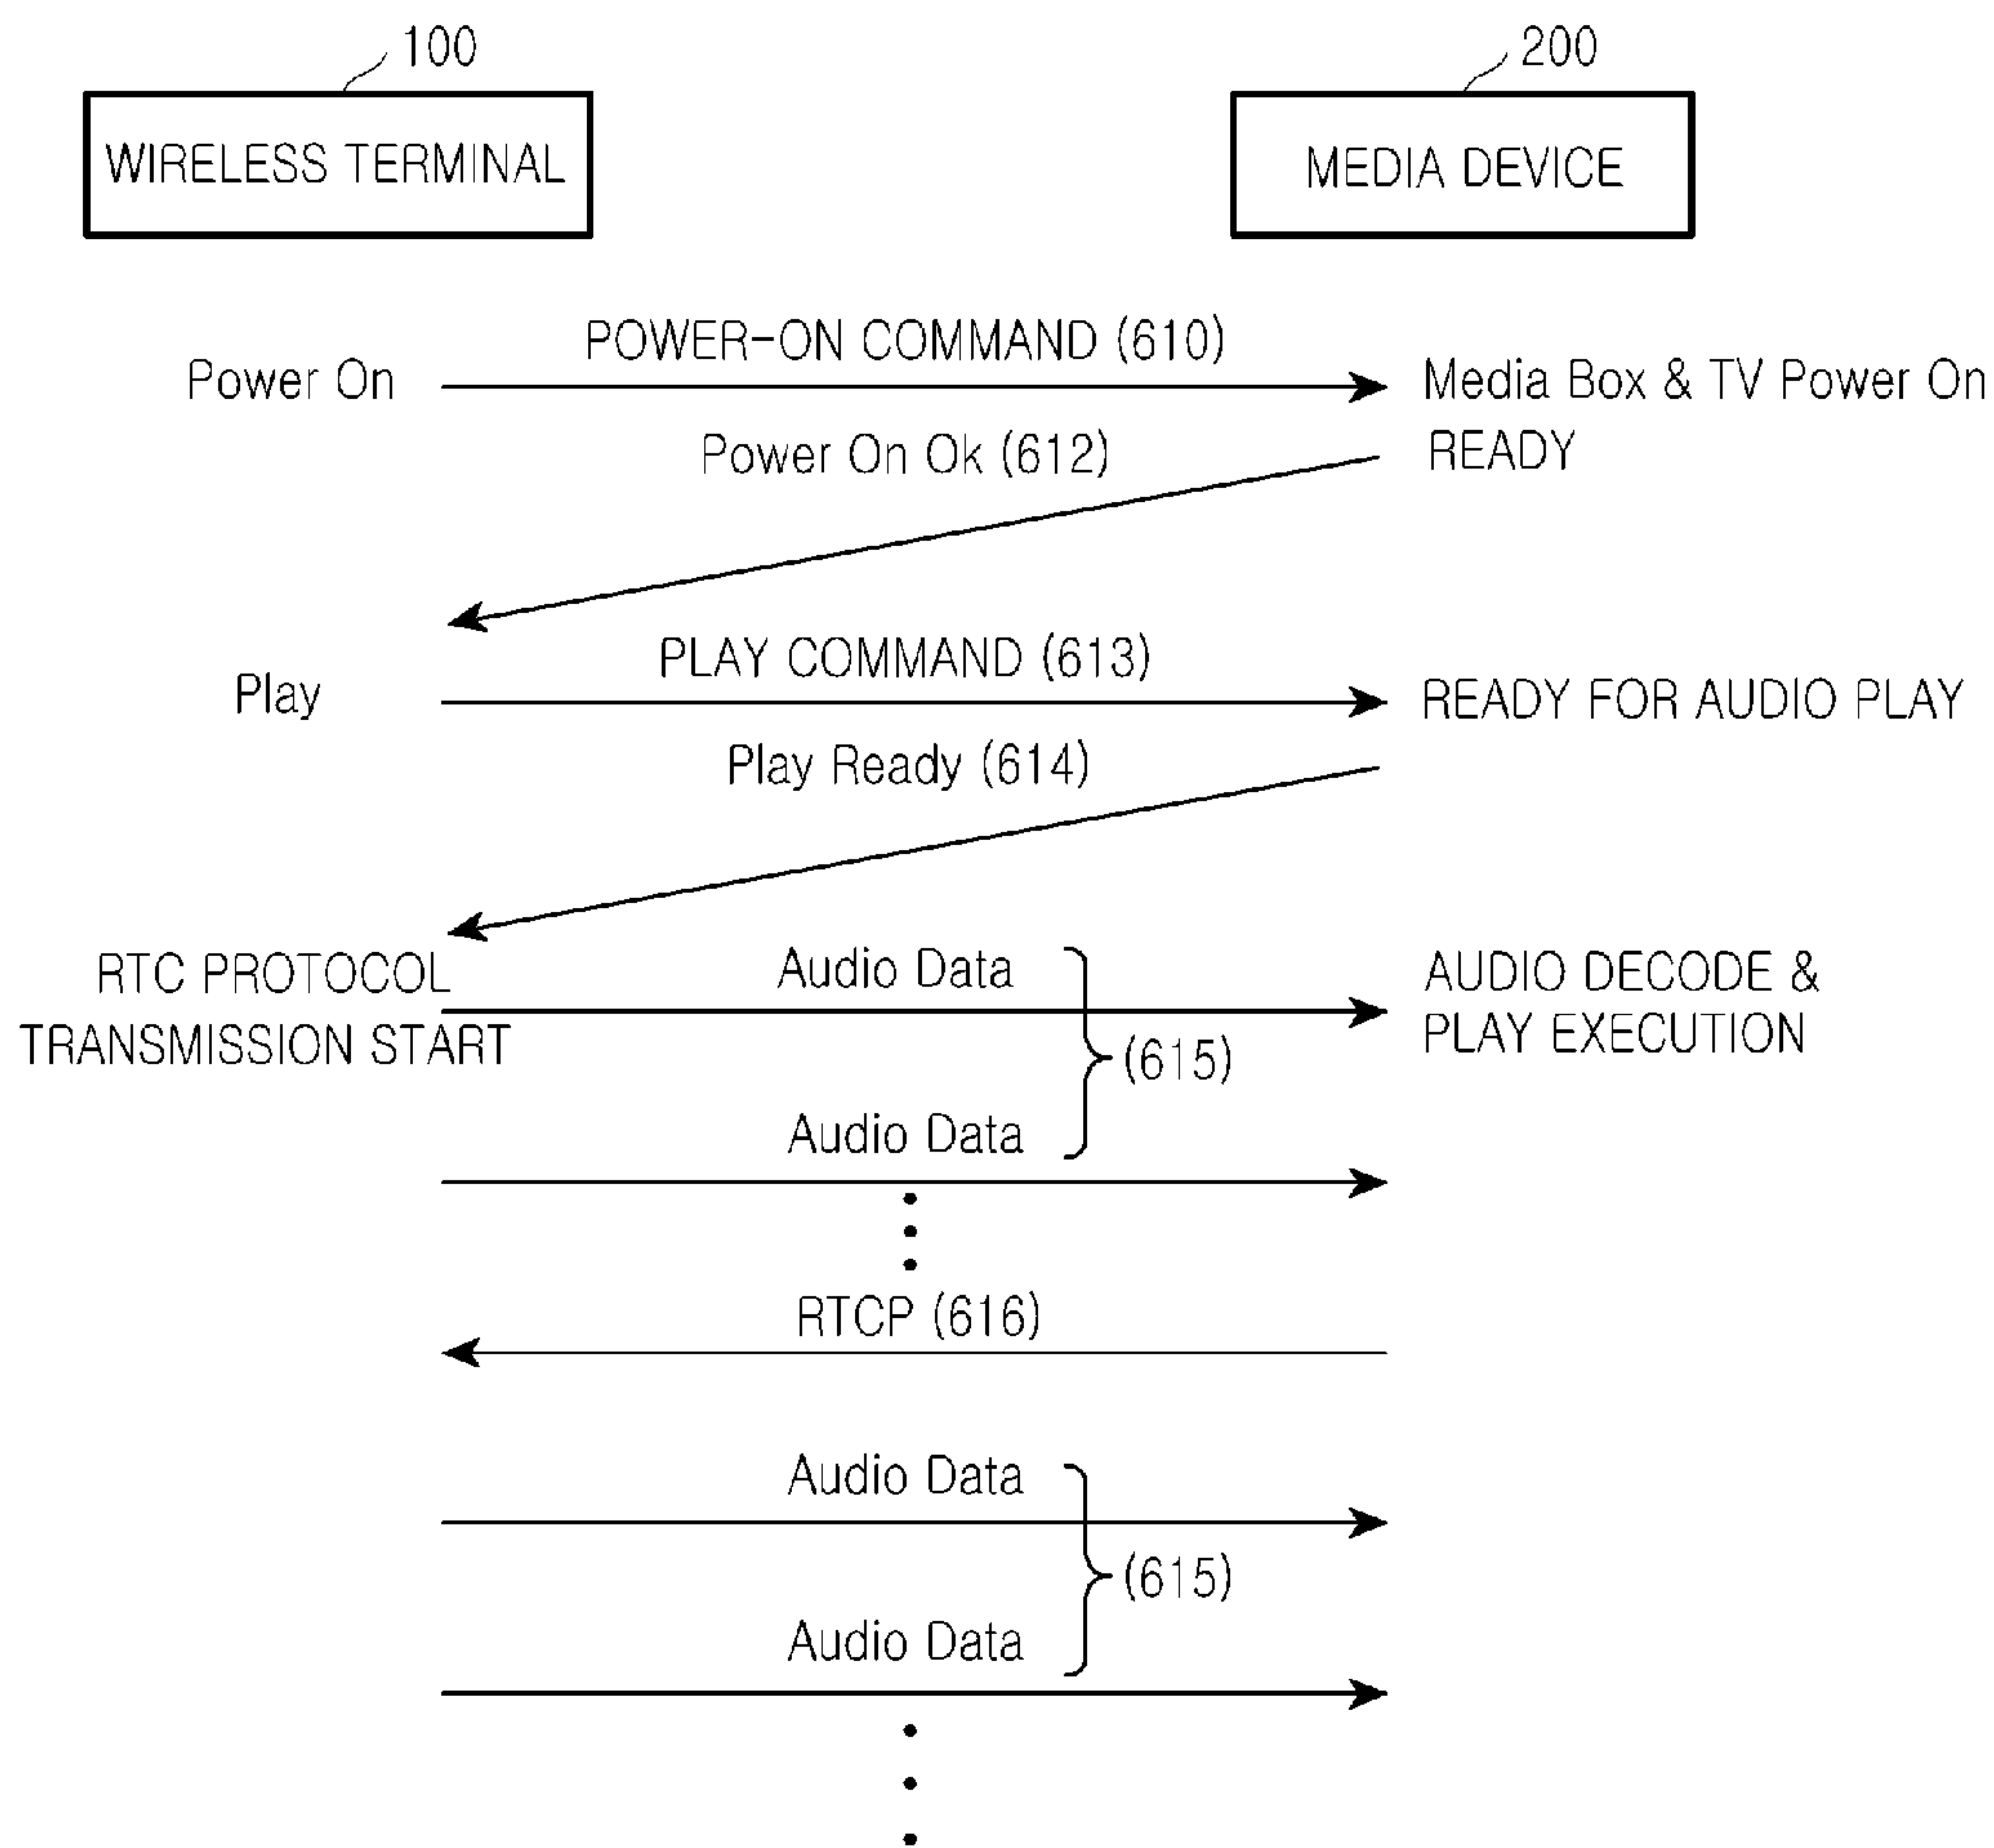 100
200
WIRELESS TERMINAL
MEDIA DEVICE
POWER-ON COMMAND (610)
Power On
Media Box & TV Power On
Power On Ok (612)
READY
PLAY COMMAND (613)
Play
READY FOR AUDIO PLAY
Play Ready (614)
RTC PROTOCOL
TRANSMISSION START
Audio Data
AUDIO DECODE &
PLAY EXECUTION
(615)
Audio Data
RTCP (616)
Audio Data
(615)
Audio Data